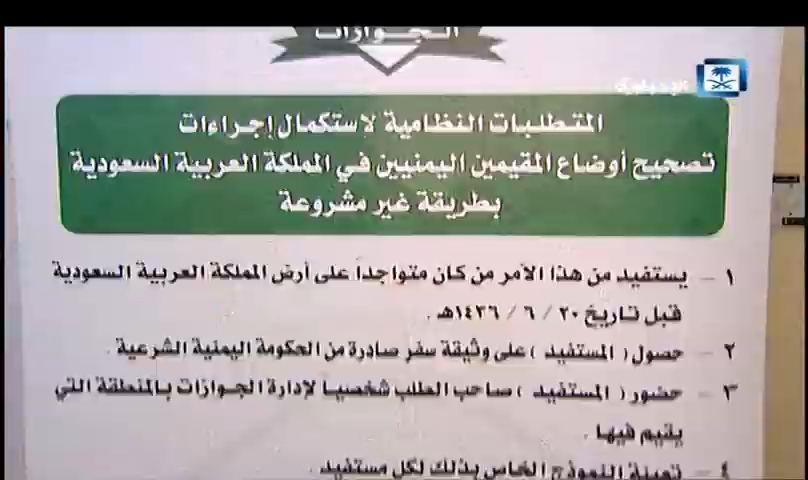 الجوازات
المتطلبات النظامية لاستكمال إجراءات
تصحيح أوضاع المقيمين اليمنيين في المملكة العربية السعودية
بطريقة غير مشروعة
١ - يستفيد من هذا الأمر من كان متواجداً على أرض المملكة العربية السعودية
قبل تاريخ ٢٠ / ٦ / ١٤٣٦هـ .
٢ - حصول ( المستفيد ) على وثيقة سفر صادرة من الحكومة اليمنية الشرعية .
٣ - حضور ( المستفيد ) صاحب الطلب شخصيا لإدارة الجوازات بالمنطقة التي
يقيم فيها .
٤ - تعبئة النموذج الخاص بذلك لكل مستفيد .